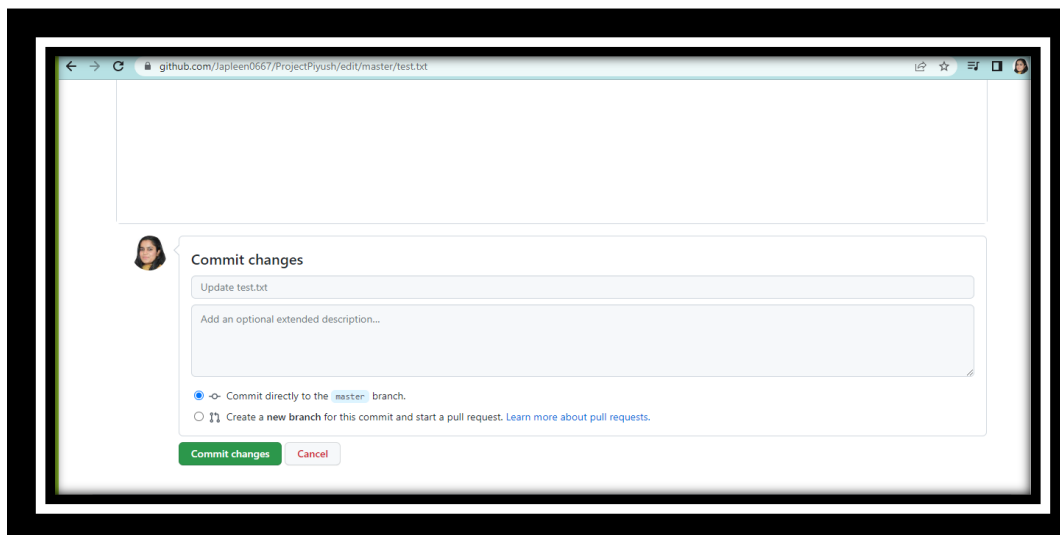 github.com/Japleen0667/ProjectPiyush/edit/master/test.txt
Commit changes
Update test.txt
Add an optional extended description...
Commit directly to the master branch.
Create a new branch for this commit and start a pull request. Learn more about pull requests.
Commit changes Cancel